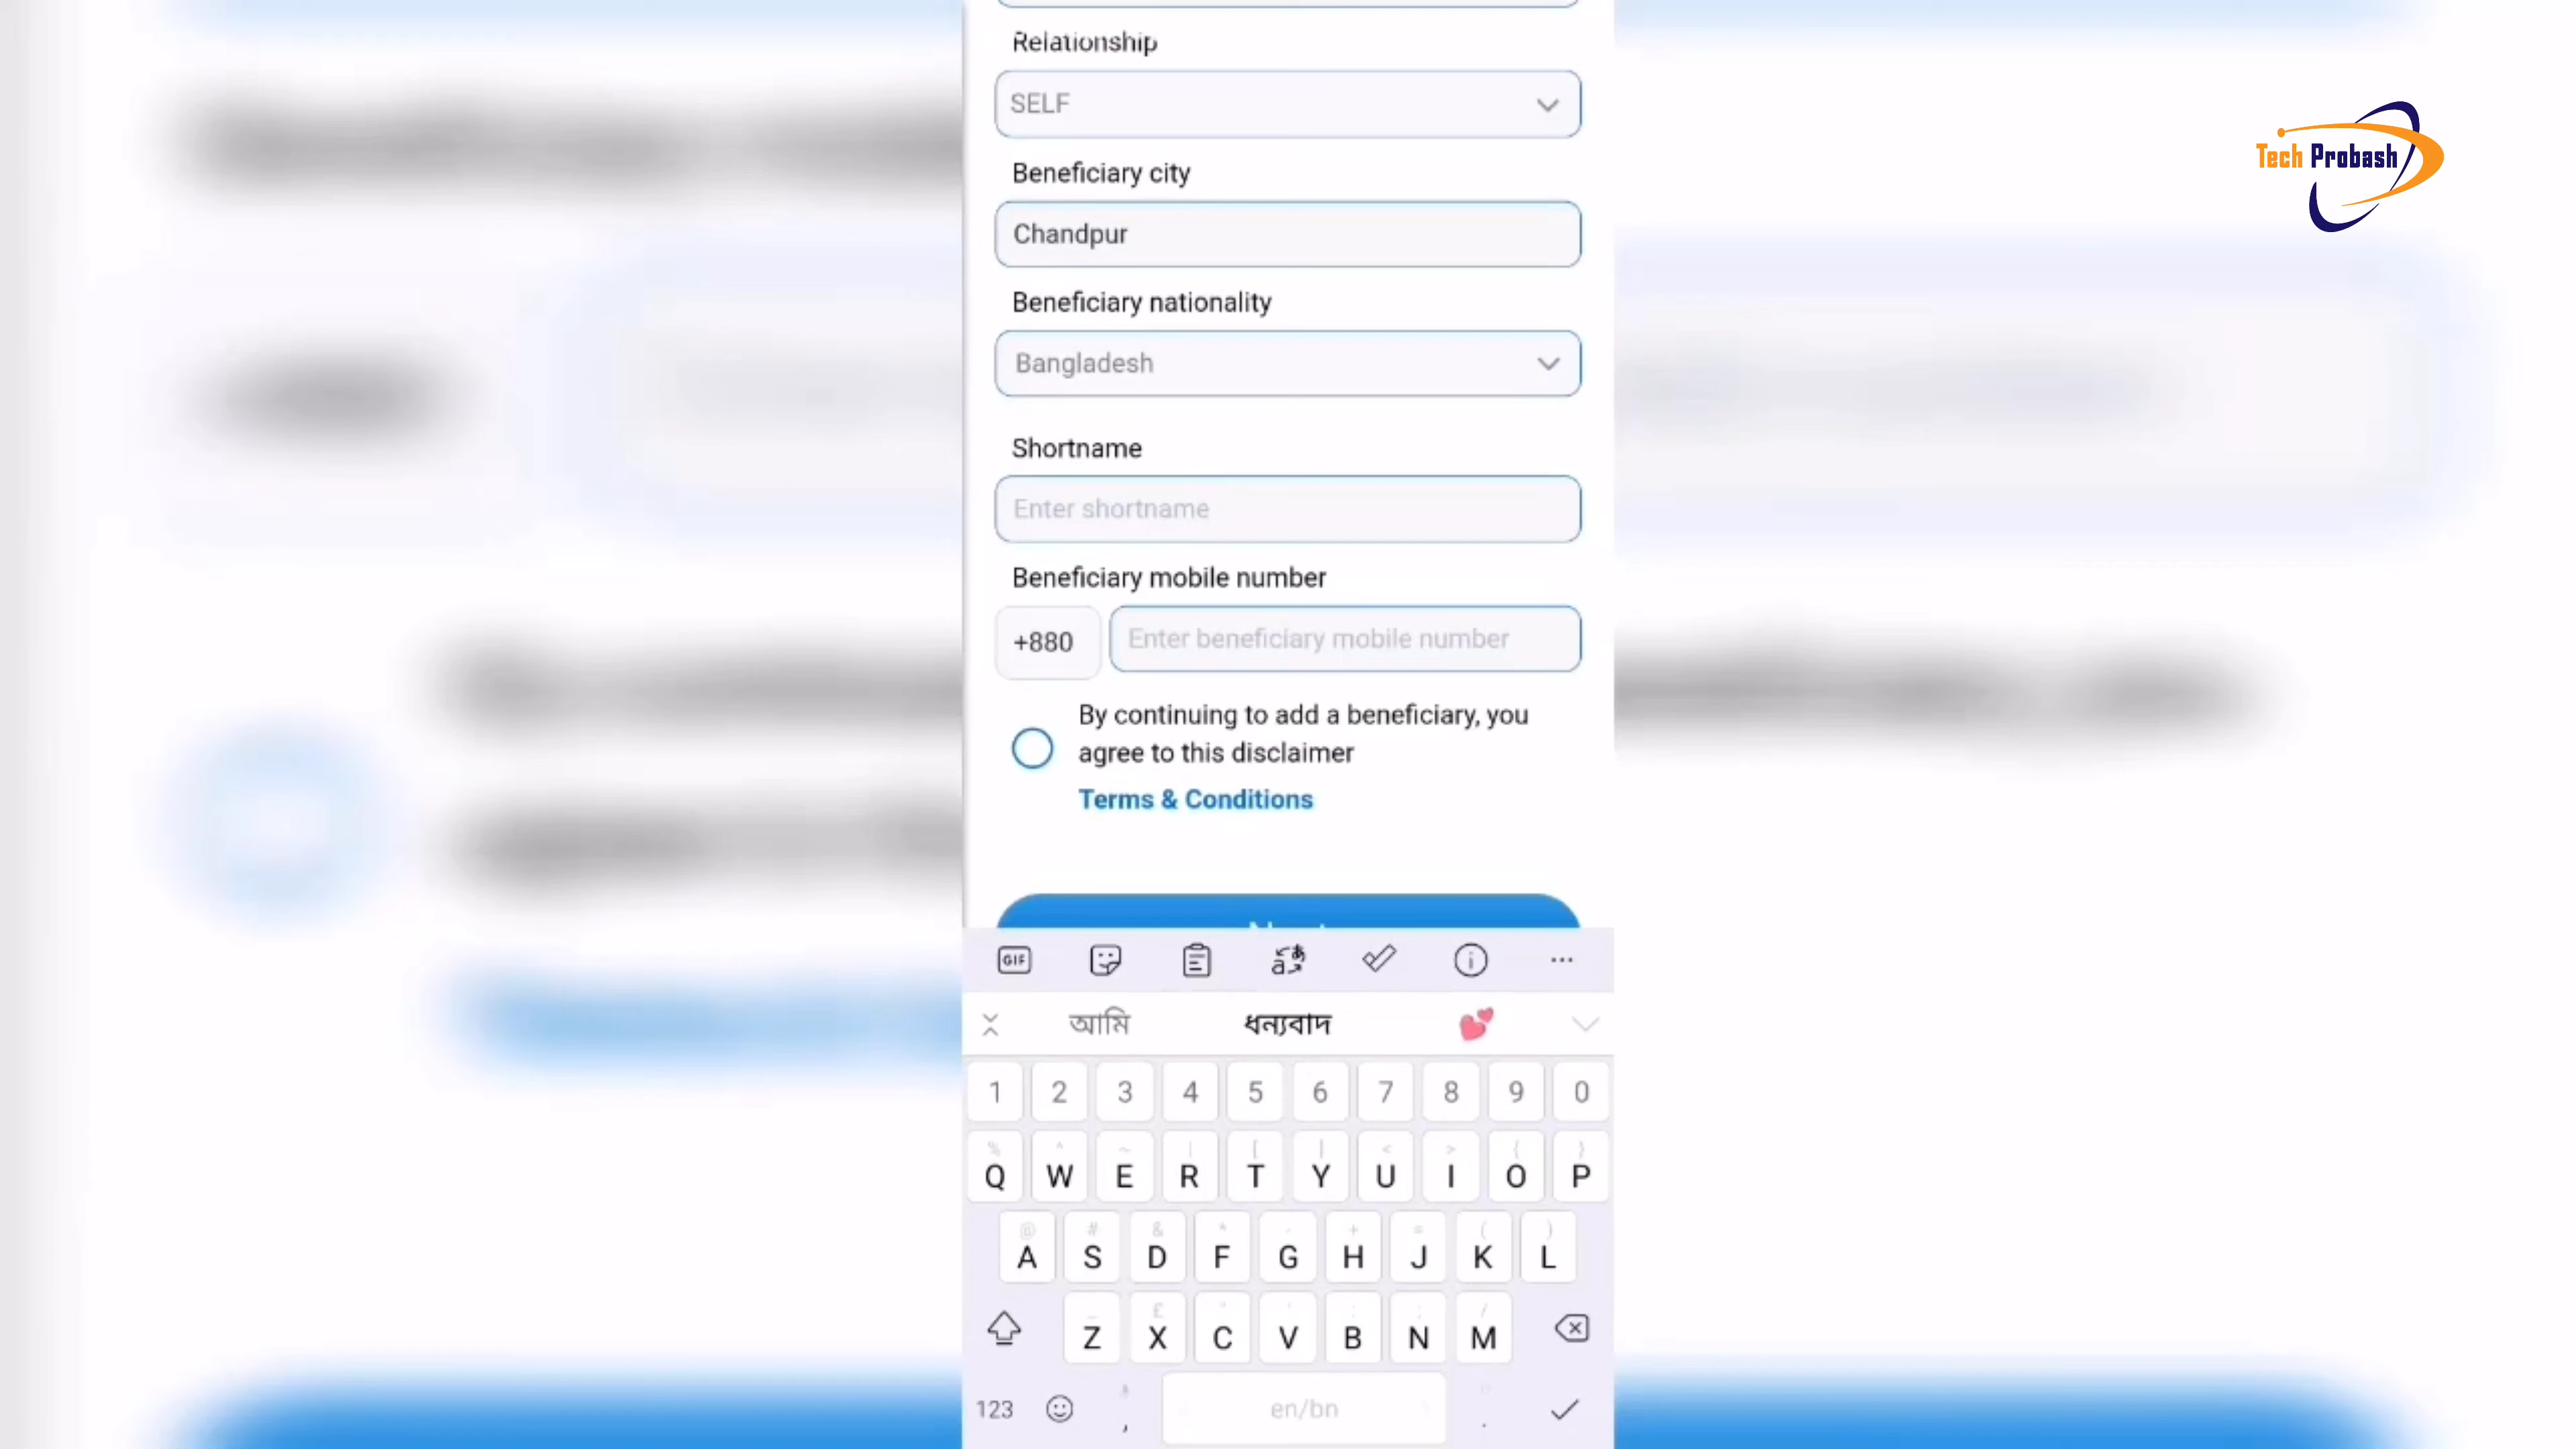 Relationship
SELF
Tech Probash
Beneficiary city
Chandpur
Beneficiary nationality
Bangladesh
Shortname
Enter shortname
Beneficiary mobile number
+880
Enter beneficiary mobile number
By continuing to add a beneficiary, you
agree to this disclaimer
Terms & Conditions
GIF
আমি ধন্যবাদ 💕
1 2 3 4 5 6 7 8 9 0
% ^ ~ | [ ] < > { }
Q W E R T Y U I O P
@ # & * - + = ( )
A S D F G H J K L
_ £ " ' : ; /
Z X C V B N M
123 , en/bn .